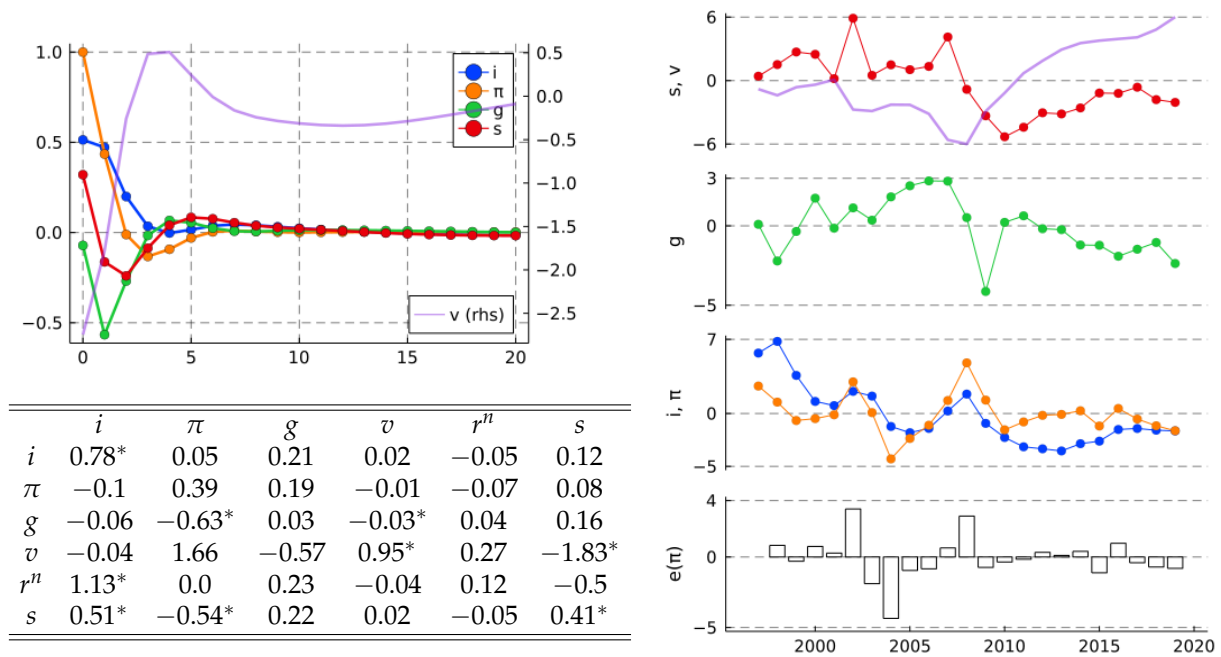 1.0
0.5
0.0
−0.5
0.5
0.0
−0.5
−1.0
−1.5
−2.0
−2.5
i
π
g
s
v (rhs)
0 5 10 15 20
i π g v rⁿ s
i 0.78* 0.05 0.21 0.02 −0.05 0.12
π −0.1 0.39 0.19 −0.01 −0.07 0.08
g −0.06 −0.63* 0.03 −0.03* 0.04 0.16
v −0.04 1.66 −0.57 0.95* 0.27 −1.83*
rⁿ 1.13* 0.0 0.23 −0.04 0.12 −0.5
s 0.51* −0.54* 0.22 0.02 −0.05 0.41*
6
0
−6
s, v
3
0
−5
g
7
0
−5
i, π
4
0
−5
e(π)
2000 2005 2010 2015 2020